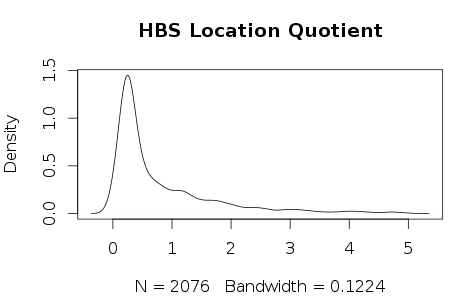 HBS Location Quotient
Density
1.5
1.0
0.5
0.0
0 1 2 3 4 5
N = 2076 Bandwidth = 0.1224